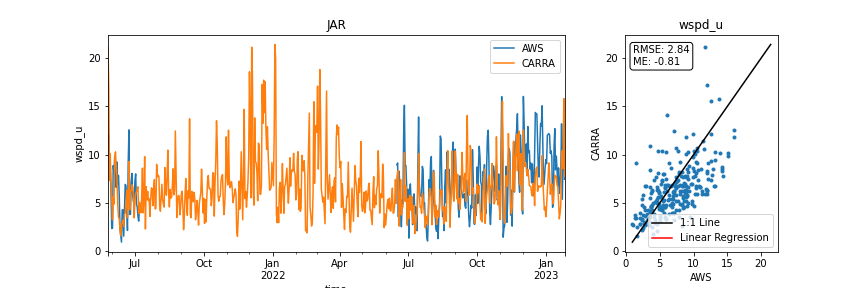 JAR
wspd_u
20
15
10
5
0
AWS
CARRA
Jul
Oct
Jan
2022
Apr
Jul
Oct
Jan
2023
time
wspd_u
CARRA
20
15
10
5
0
RMSE: 2.84
ME: -0.81
1:1 Line
Linear Regression
0 5 10 15 20
AWS